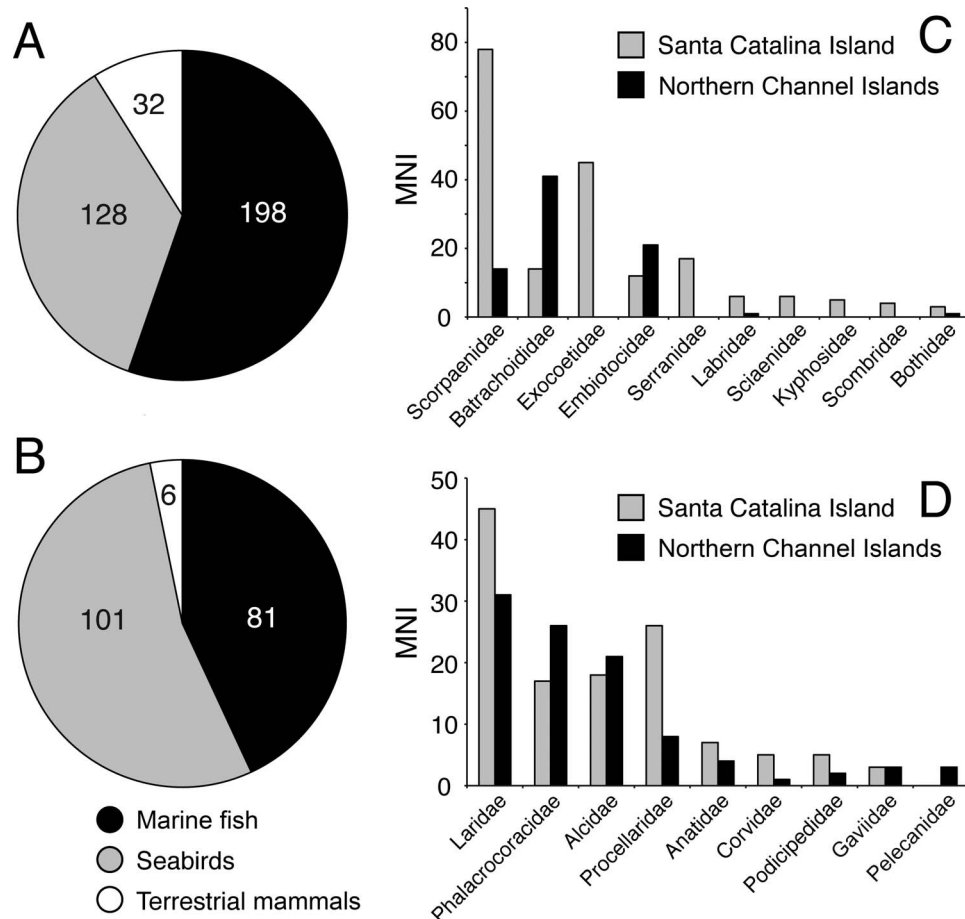 A
32
128
198
B
6
101
81
Marine fish
Seabirds
Terrestrial mammals
C
Santa Catalina Island
Northern Channel Islands
MNI
80
60
40
20
0
Scorpaenidae
Batrachoididae
Exocoetidae
Embiotocidae
Serranidae
Labridae
Sciaenidae
Kyphosidae
Scombridae
Bothidae
D
Santa Catalina Island
Northern Channel Islands
MNI
50
40
30
20
10
0
Laridae
Phalacrocoracidae
Alcidae
Procellaridae
Anatidae
Corvidae
Podicipedidae
Gaviidae
Pelecanidae